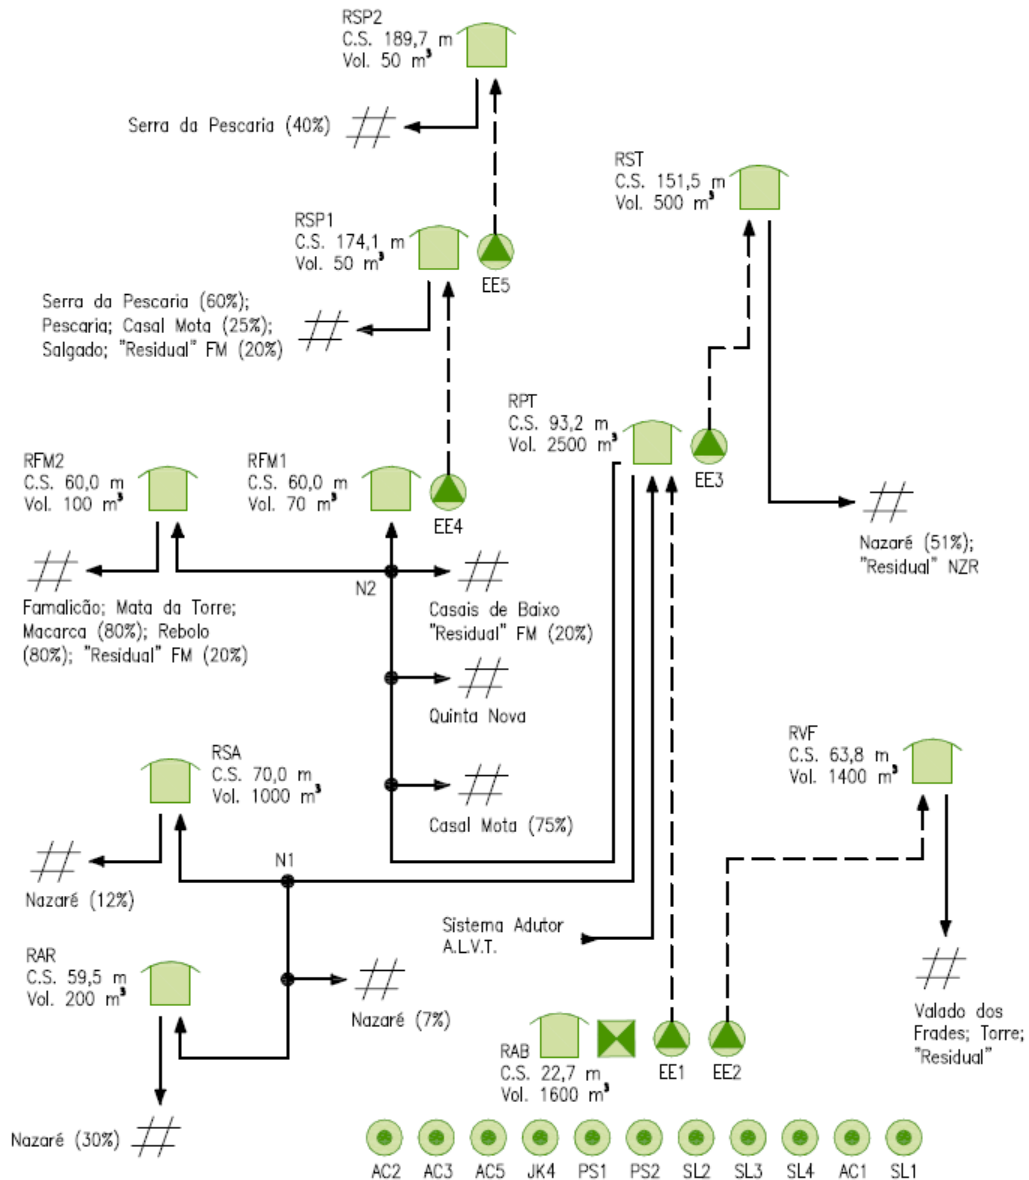 RSP2
C.S. 189,7 m
Vol. 50 m³
Serra da Pescaria (40%)
RST
C.S. 151,5 m
Vol. 500 m³
RSP1
C.S. 174,1 m
Vol. 50 m³
EE5
Serra da Pescaria (60%);
Pescaria; Casal Mota (25%);
Salgado; "Residual" FM (20%)
RPT
C.S. 93,2 m
Vol. 2500 m³
EE3
RFM2
C.S. 60,0 m
Vol. 100 m³
RFM1
C.S. 60,0 m
Vol. 70 m³
EE4
Nazaré (51%);
"Residual" NZR
N2
Famalicão; Mata da Torre;
Macarca (80%); Rebolo
(80%); "Residual" FM (20%)
Casais de Baixo
"Residual" FM (20%)
Quinta Nova
RSA
C.S. 70,0 m
Vol. 1000 m³
RVF
C.S. 63,8 m
Vol. 1400 m³
Casal Mota (75%)
N1
Nazaré (12%)
Sistema Adutor
A.L.V.T.
RAR
C.S. 59,5 m
Vol. 200 m³
Nazaré (7%)
Valado dos
Frades; Torre;
"Residual"
RAB
C.S. 22,7 m
Vol. 1600 m³
EE1
EE2
Nazaré (30%)
AC2
AC3
AC5
JK4
PS1
PS2
SL2
SL3
SL4
AC1
SL1